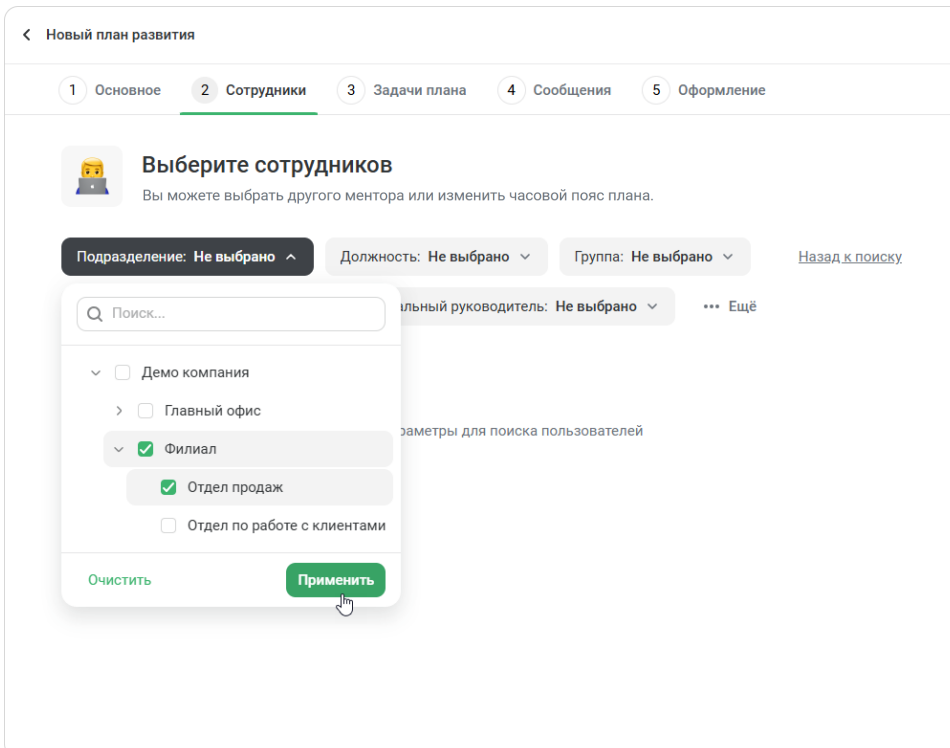 Новый план развития
1 Основное 2 Сотрудники 3 Задачи плана 4 Сообщения 5 Оформление
Выберите сотрудников
Вы можете выбрать другого ментора или изменить часовой пояс плана.
Подразделение: Не выбрано Должность: Не выбрано Группа: Не выбрано Назад к поиску
Поиск... руководитель: Не выбрано ••• Ещё
Демо компания
Главный офис
для поиска пользователей
Филиал
Отдел продаж
Отдел по работе с клиентами
Очистить Применить